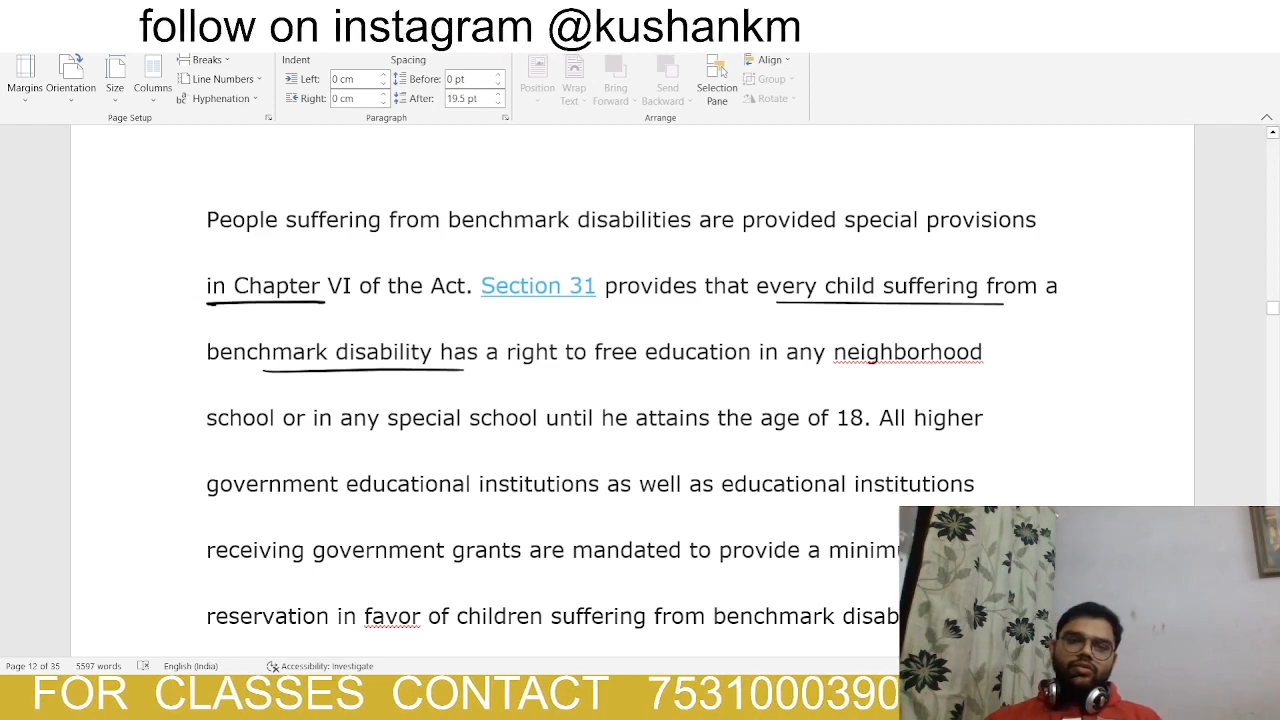 follow on instagram @kushankm
Breaks
Indent
Spacing
Align
Line Numbers
Left:
0 cm
Before:
0 pt
Group
Margins
Orientation
Size
Columns
Position
Wrap
Text
Bring
Forward
Send
Backward
Selection
Pane
Hyphenation
Right:
0 cm
After:
19.5 pt
Rotate
Page Setup
Paragraph
Arrange
People suffering from benchmark disabilities are provided special provisions
in Chapter VI of the Act. Section 31 provides that every child suffering from a
benchmark disability has a right to free education in any neighborhood
school or in any special school until he attains the age of 18. All higher
government educational institutions as well as educational institutions
receiving government grants are mandated to provide a
reservation in favor of children suffering from benchmark
Page 12 of 35
5597 words
English (India)
Accessibility: Investigate
FOR CLASSES CONTACT 7531000390